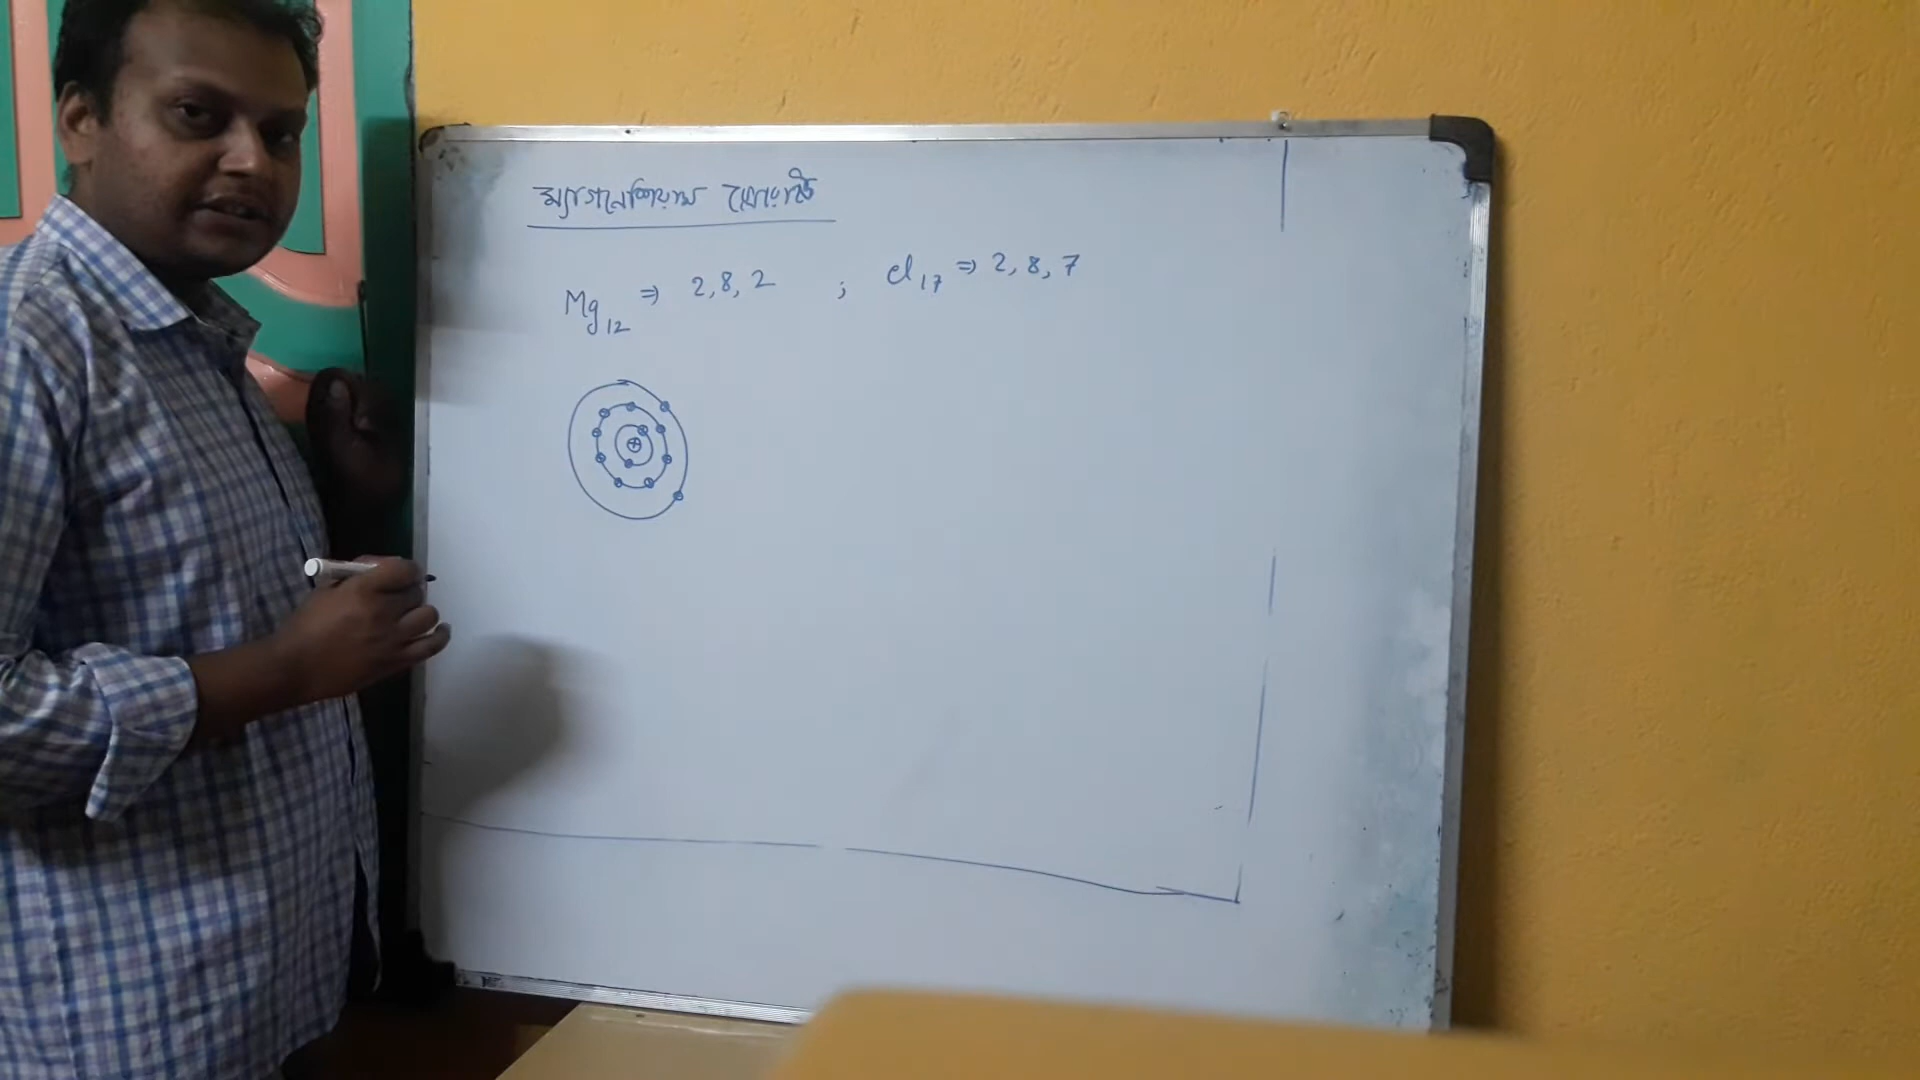 ম্যাগনেশিয়াম ক্লোরাইড
Mg₁₂ ⇒ 2, 8, 2 ; Cl₁₇ ⇒ 2, 8, 7